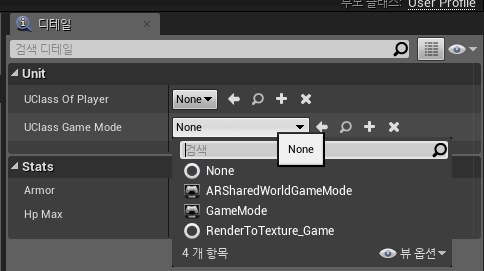 부모 클래스: User Profile
디테일
검색 디테일
Unit
UClass Of Player None
UClass Game Mode None
검색
None
None
ARSharedWorldGameMode
GameMode
RenderToTexture_Game
4 개 항목 뷰 옵션
Stats
Armor
Hp Max